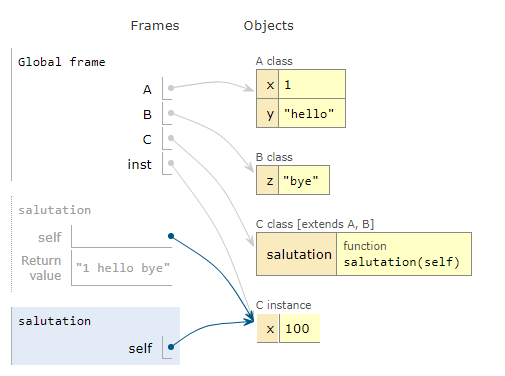 Frames Objects
Global frame
A
B
C
inst
A class
x 1
y "hello"
B class
z "bye"
C class [extends A, B]
salutation function
salutation(self)
C instance
x 100
salutation
self
Return
value "1 hello bye"
salutation
self